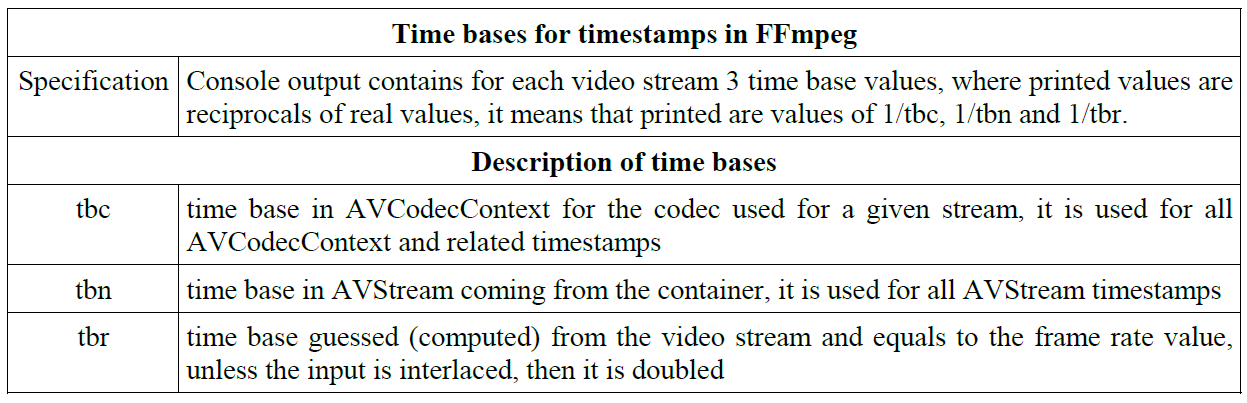 Time bases for timestamps in FFmpeg
Specification
Console output contains for each video stream 3 time base values, where printed values are
reciprocals of real values, it means that printed are values of 1/tbc, 1/tbn and 1/tbr.
Description of time bases
tbc
time base in AVCodecContext for the codec used for a given stream, it is used for all
AVCodecContext and related timestamps
tbn
time base in AVStream coming from the container, it is used for all AVStream timestamps
tbr
time base guessed (computed) from the video stream and equals to the frame rate value,
unless the input is interlaced, then it is doubled